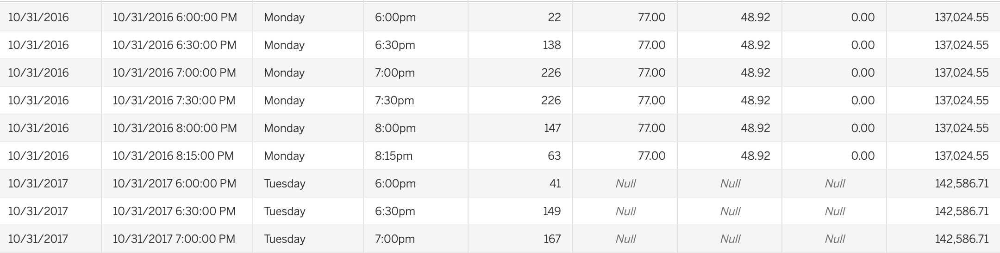 10/31/2016 10/31/2016 6:00:00 PM Monday 6:00pm 22 77.00 48.92 0.00 137,024.55
10/31/2016 10/31/2016 6:30:00 PM Monday 6:30pm 138 77.00 48.92 0.00 137,024.55
10/31/2016 10/31/2016 7:00:00 PM Monday 7:00pm 226 77.00 48.92 0.00 137,024.55
10/31/2016 10/31/2016 7:30:00 PM Monday 7:30pm 226 77.00 48.92 0.00 137,024.55
10/31/2016 10/31/2016 8:00:00 PM Monday 8:00pm 147 77.00 48.92 0.00 137,024.55
10/31/2016 10/31/2016 8:15:00 PM Monday 8:15pm 63 77.00 48.92 0.00 137,024.55
10/31/2017 10/31/2017 6:00:00 PM Tuesday 6:00pm 41 Null Null Null 142,586.71
10/31/2017 10/31/2017 6:30:00 PM Tuesday 6:30pm 149 Null Null Null 142,586.71
10/31/2017 10/31/2017 7:00:00 PM Tuesday 7:00pm 167 Null Null Null 142,586.71